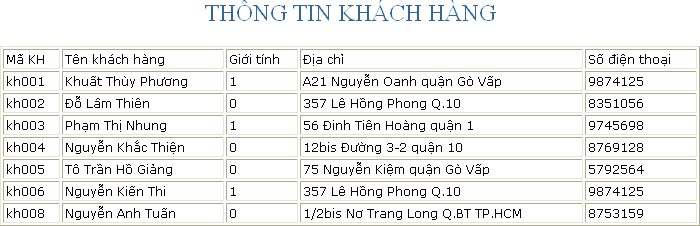 THÔNG TIN KHÁCH HÀNG
Mã KH Tên khách hàng Giới tính Địa chỉ Số điện thoại
kh001 Khuất Thùy Phương 1 A21 Nguyễn Oanh quận Gò Vấp 9874125
kh002 Đỗ Lâm Thiên 0 357 Lê Hồng Phong Q.10 8351056
kh003 Phạm Thị Nhung 1 56 Đinh Tiên Hoàng quận 1 9745698
kh004 Nguyễn Khắc Thiện 0 12bis Đường 3-2 quận 10 8769128
kh005 Tô Trần Hồ Giảng 0 75 Nguyễn Kiệm quận Gò Vấp 5792564
kh006 Nguyễn Kiến Thi 1 357 Lê Hồng Phong Q.10 9874125
kh008 Nguyễn Anh Tuấn 0 1/2bis Nơ Trang Long Q.BT TP.HCM 8753159